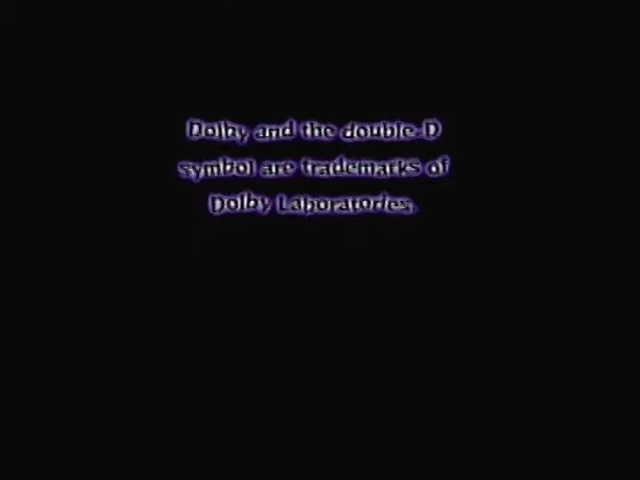 Dolby and the double-D
symbol are trademarks of
Dolby Laboratories.